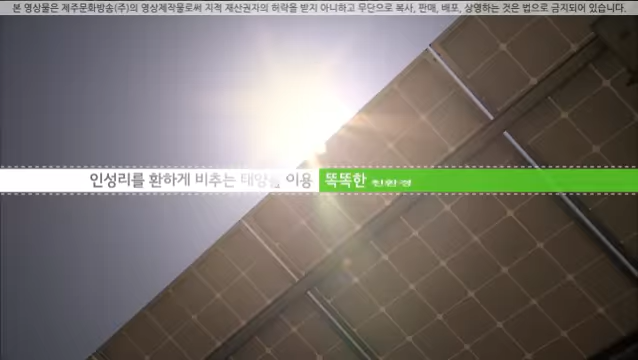 본 영상물은 제주문화방송(주)의 영상제작물로써 지적 재산권자의 허락을 받지 아니하고 무단으로 복사, 판매, 배포, 상영하는 것은 법으로 금지되어 있습니다.
인성리를 환하게 비추는 태양을 이용 똑똑한